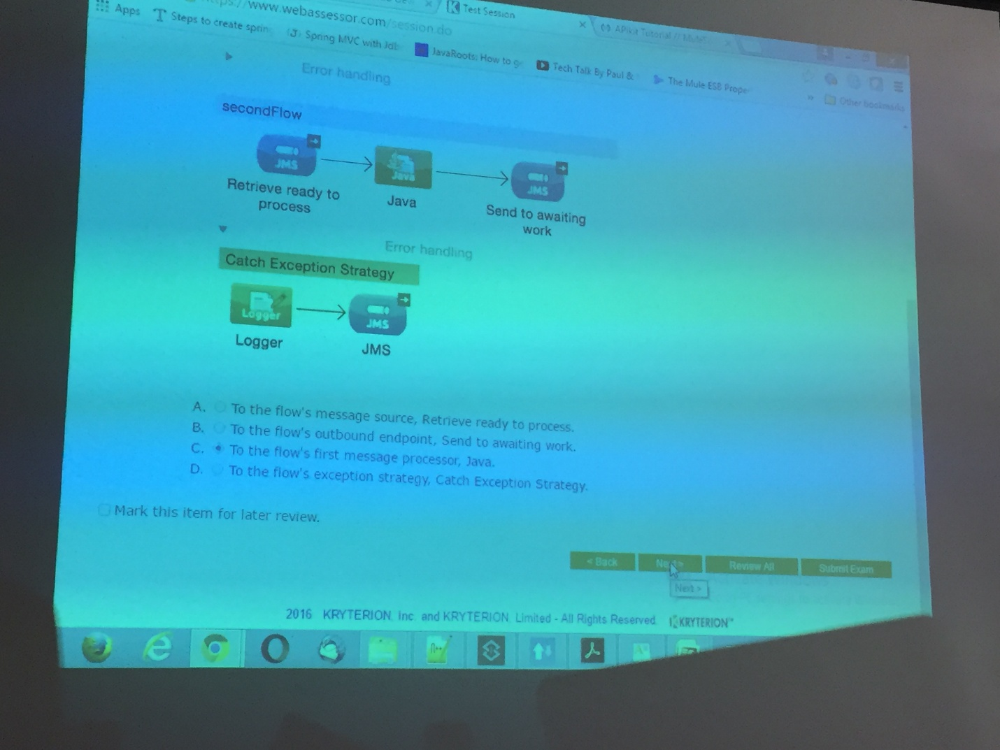 Test Session
https://www.webassessor.com/session.do
APIkit Tutorial //
Apps
Steps to create sprin
Spring MVC with Jdb
JavaRoots: How to g
Tech Talk By Paul &
The Mule ESB Prope
Other bookmarks
Error handling
secondFlow
JMS
Java
JMS
Retrieve ready to
process
Java
Send to awaiting
work
Error handling
Catch Exception Strategy
Logger
JMS
Logger
JMS
A. To the flow's message source, Retrieve ready to process.
B. To the flow's outbound endpoint, Send to awaiting work.
C. To the flow's first message processor, Java.
D. To the flow's exception strategy, Catch Exception Strategy.
Mark this item for later review.
< Back
Next >
Review All
Submit Exam
Next >
2016 KRYTERION, Inc. and KRYTERION, Limited - All Rights Reserved. KRYTERION™